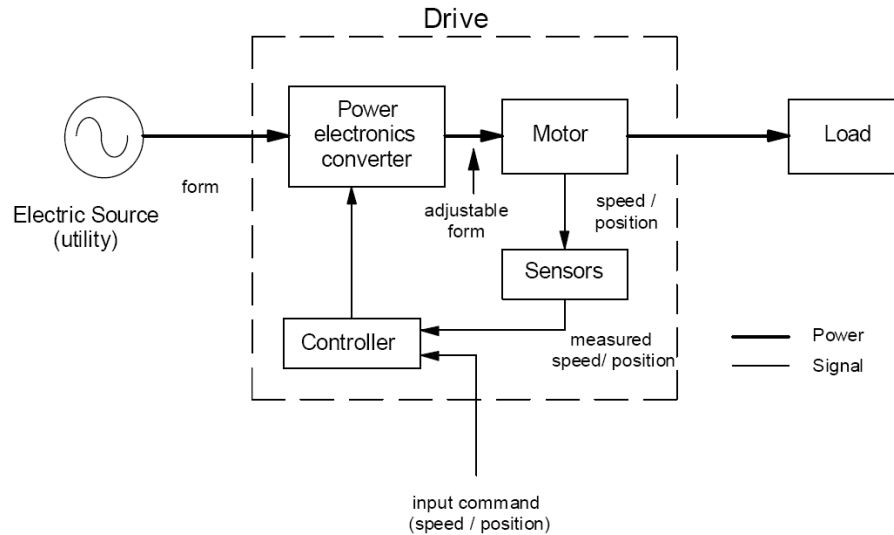 Drive
Power
electronics
converter
Motor
Load
form
adjustable
form
speed /
position
Electric Source
(utility)
Sensors
Controller
measured
speed/ position
Power
Signal
input command
(speed / position)